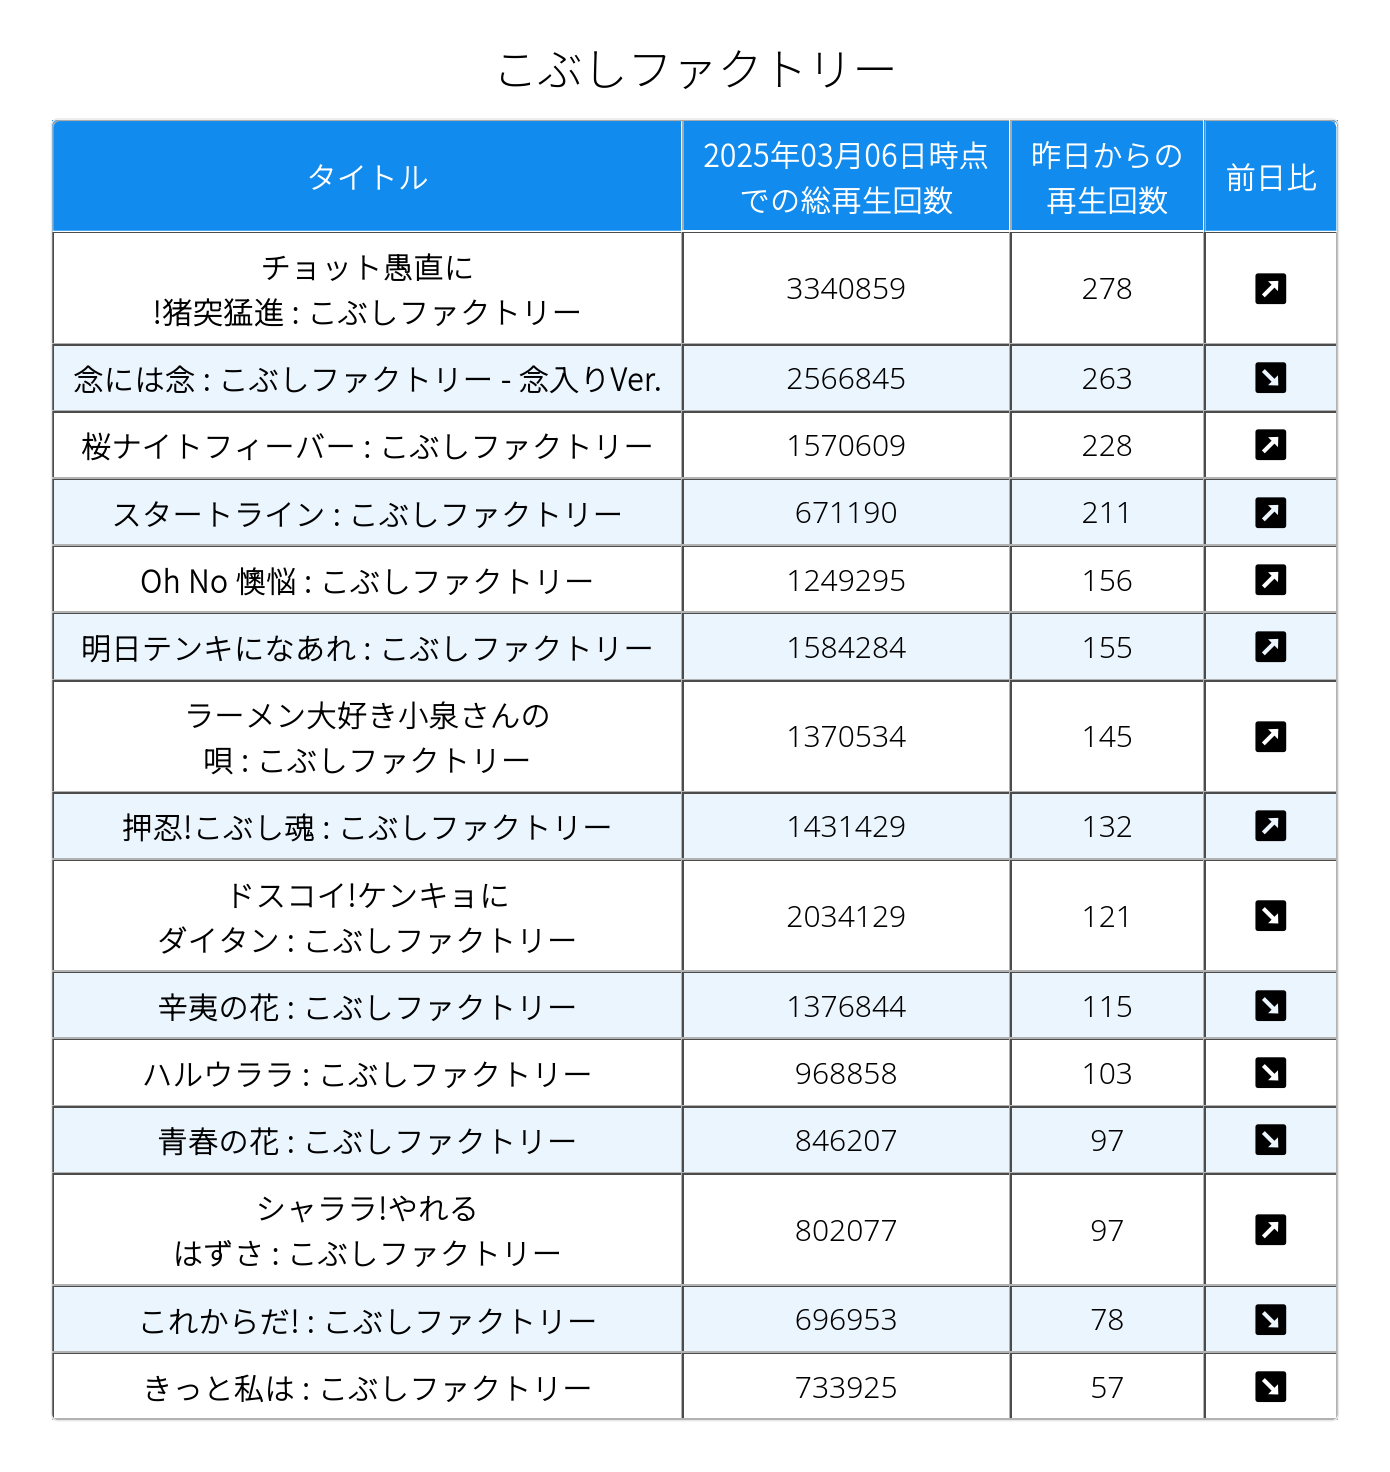 こぶしファクトリー
タイトル
2025年03月06日時点
での総再生回数
昨日からの
再生回数
前日比
チョット愚直に
!猪突猛進 : こぶしファクトリー
3340859
278
↗
念には念 : こぶしファクトリー - 念入りVer.
2566845
263
↘
桜ナイトフィーバー : こぶしファクトリー
1570609
228
↗
スタートライン : こぶしファクトリー
671190
211
↗
Oh No 懊悩 : こぶしファクトリー
1249295
156
↗
明日テンキになあれ : こぶしファクトリー
1584284
155
↗
ラーメン大好き小泉さんの
唄 : こぶしファクトリー
1370534
145
↗
押忍!こぶし魂 : こぶしファクトリー
1431429
132
↗
ドスコイ!ケンキョに
ダイタン : こぶしファクトリー
2034129
121
↘
辛夷の花 : こぶしファクトリー
1376844
115
↘
ハルウララ : こぶしファクトリー
968858
103
↘
青春の花 : こぶしファクトリー
846207
97
↘
シャララ!やれる
はずさ : こぶしファクトリー
802077
97
↗
これからだ! : こぶしファクトリー
696953
78
↘
きっと私は : こぶしファクトリー
733925
57
↘